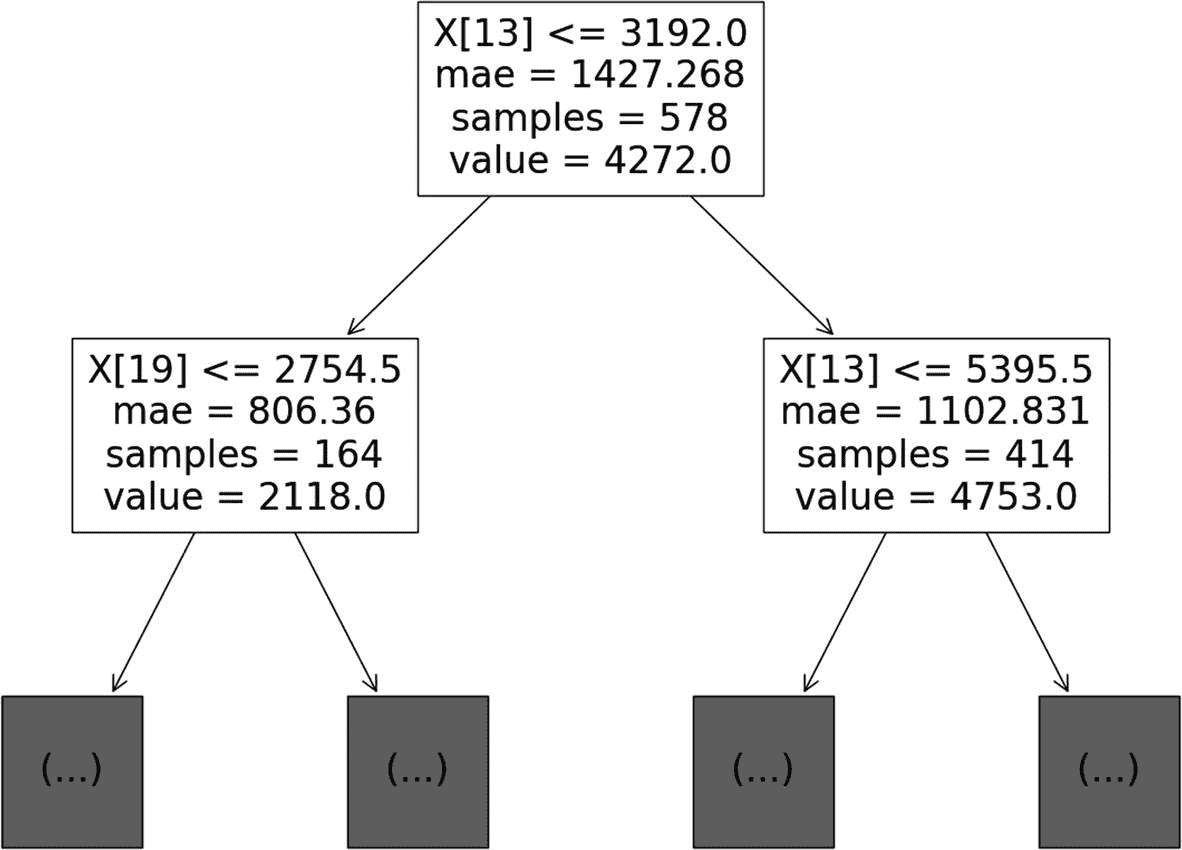 X[13] <= 3192.0
mae = 1427.268
samples = 578
value = 4272.0
X[19] <= 2754.5
mae = 806.36
samples = 164
value = 2118.0
X[13] <= 5395.5
mae = 1102.831
samples = 414
value = 4753.0
(...)
(...)
(...)
(...)